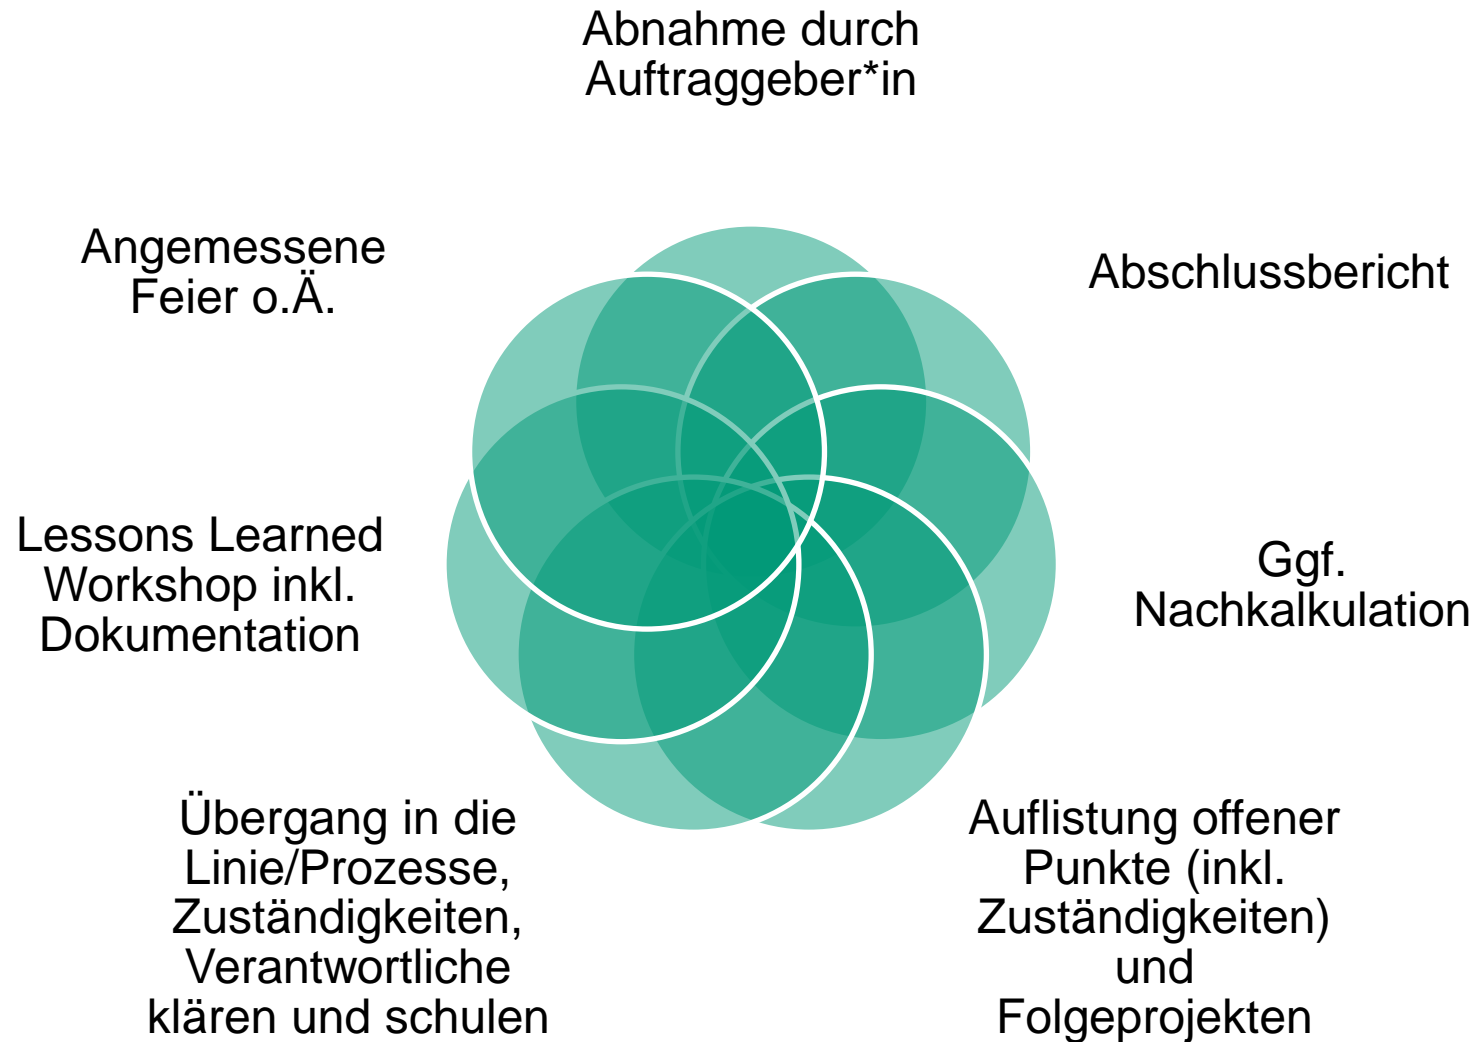 Abnahme durch
Auftraggeber*in
Angemessene
Feier o.Ä.
Abschlussbericht
Lessons Learned
Workshop inkl.
Dokumentation
Ggf.
Nachkalkulation
Übergang in die
Linie/Prozesse,
Zuständigkeiten,
Verantwortliche
klären und schulen
Auflistung offener
Punkte (inkl.
Zuständigkeiten)
und
Folgeprojekten